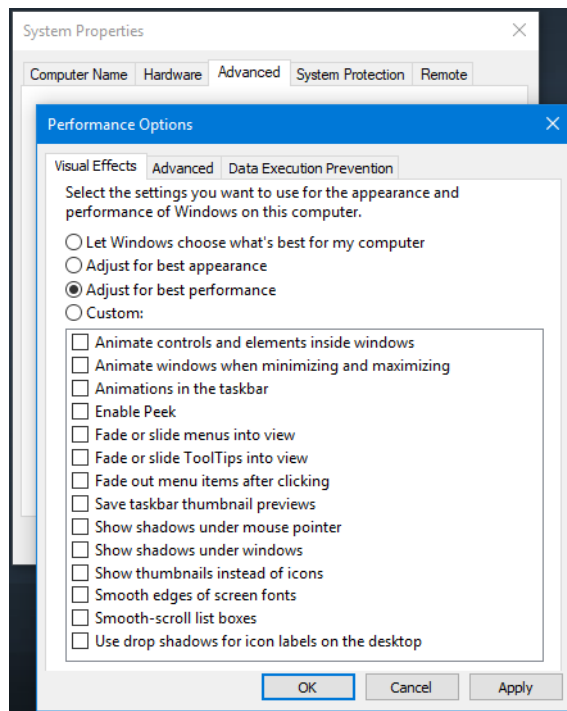 System Properties
Computer Name Hardware Advanced System Protection Remote
Performance Options
Visual Effects Advanced Data Execution Prevention
Select the settings you want to use for the appearance and
performance of Windows on this computer.
Let Windows choose what's best for my computer
Adjust for best appearance
Adjust for best performance
Custom:
Animate controls and elements inside windows
Animate windows when minimizing and maximizing
Animations in the taskbar
Enable Peek
Fade or slide menus into view
Fade or slide ToolTips into view
Fade out menu items after clicking
Save taskbar thumbnail previews
Show shadows under mouse pointer
Show shadows under windows
Show thumbnails instead of icons
Smooth edges of screen fonts
Smooth-scroll list boxes
Use drop shadows for icon labels on the desktop
OK Cancel Apply